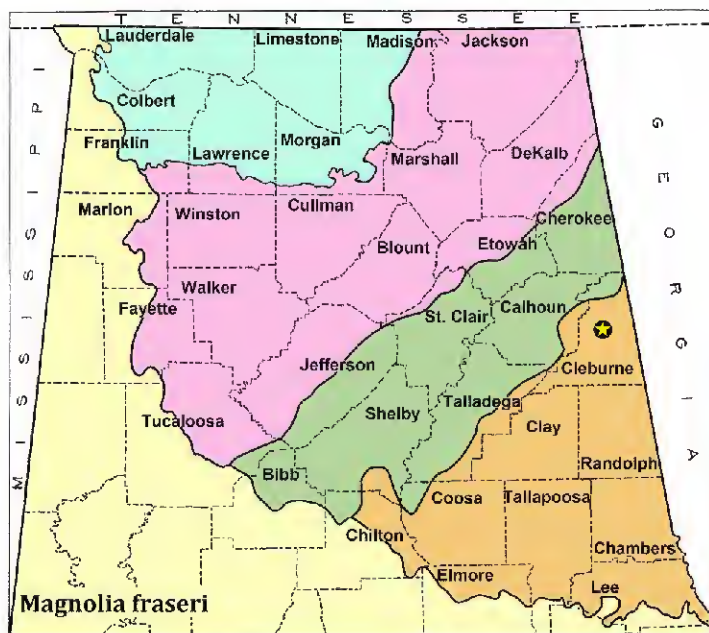 T E N N E S S E E
Lauderdale
Limestone
Madison
Jackson
Colbert
Franklin
Lawrence
Morgan
Marshall
DeKalb
Marion
Winston
Cullman
Cherokee
Blount
Etowah
Walker
Fayette
St. Clair
Calhoun
Jefferson
Cleburne
Tucaloosa
Shelby
Talladega
Clay
Bibb
Randolph
Coosa
Tallapoosa
Chilton
Chambers
Elmore
Lee
M I S S I S S I P P I
G E O R G I A
Magnolia fraseri